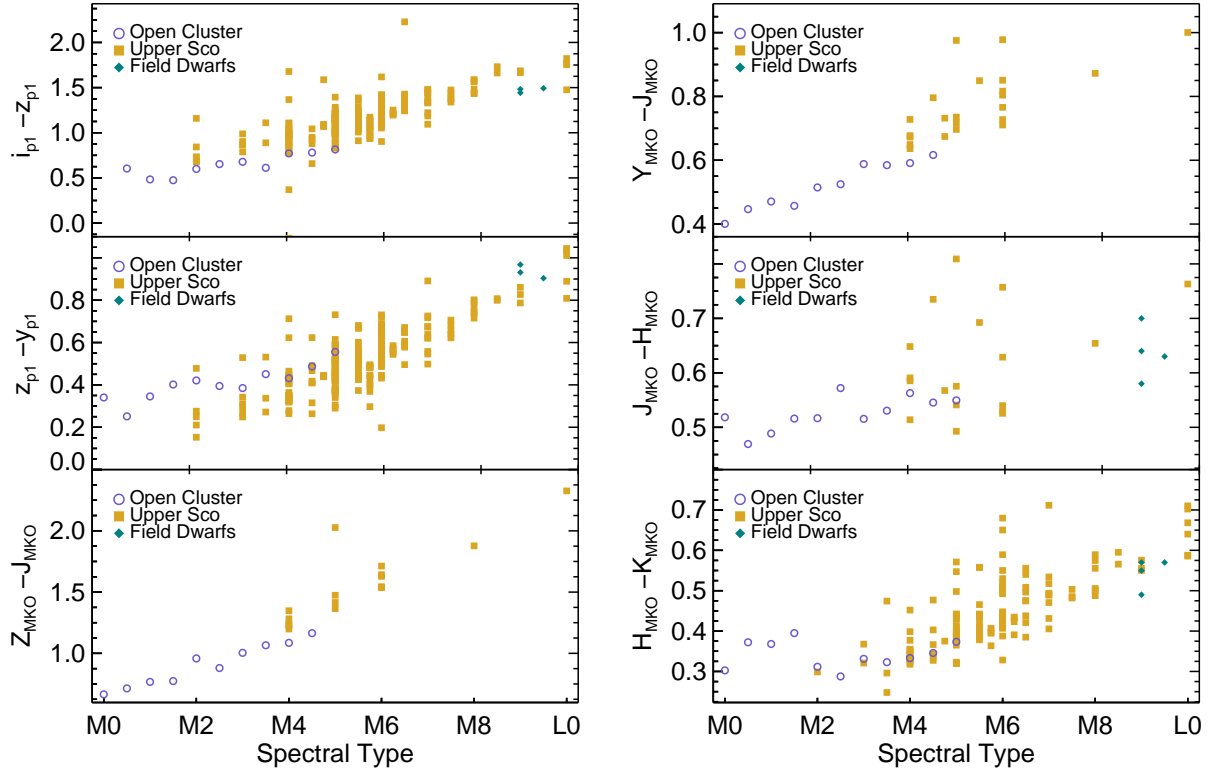 i_p1 –z_p1
2.0
1.5
1.0
0.5
0.0
Open Cluster
Upper Sco
Field Dwarfs
z_p1 –y_p1
0.8
0.6
0.4
0.2
0.0
Open Cluster
Upper Sco
Field Dwarfs
Z_MKO –J_MKO
2.0
1.5
1.0
Open Cluster
Upper Sco
Field Dwarfs
M0 M2 M4 M6 M8 L0
Spectral Type
Y_MKO –J_MKO
1.0
0.8
0.6
0.4
Open Cluster
Upper Sco
Field Dwarfs
J_MKO –H_MKO
0.7
0.6
0.5
Open Cluster
Upper Sco
Field Dwarfs
H_MKO –K_MKO
0.7
0.6
0.5
0.4
0.3
Open Cluster
Upper Sco
Field Dwarfs
M0 M2 M4 M6 M8 L0
Spectral Type